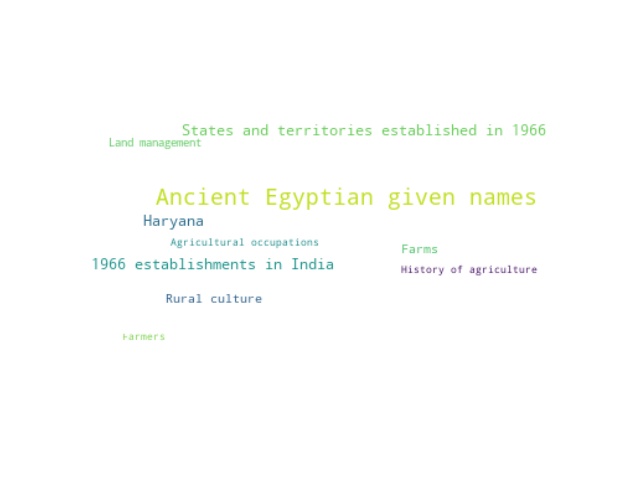 States and territories established in 1966
Land management
Ancient Egyptian given names
Haryana
Agricultural occupations
Farms
1966 establishments in India
History of agriculture
Rural culture
Farmers